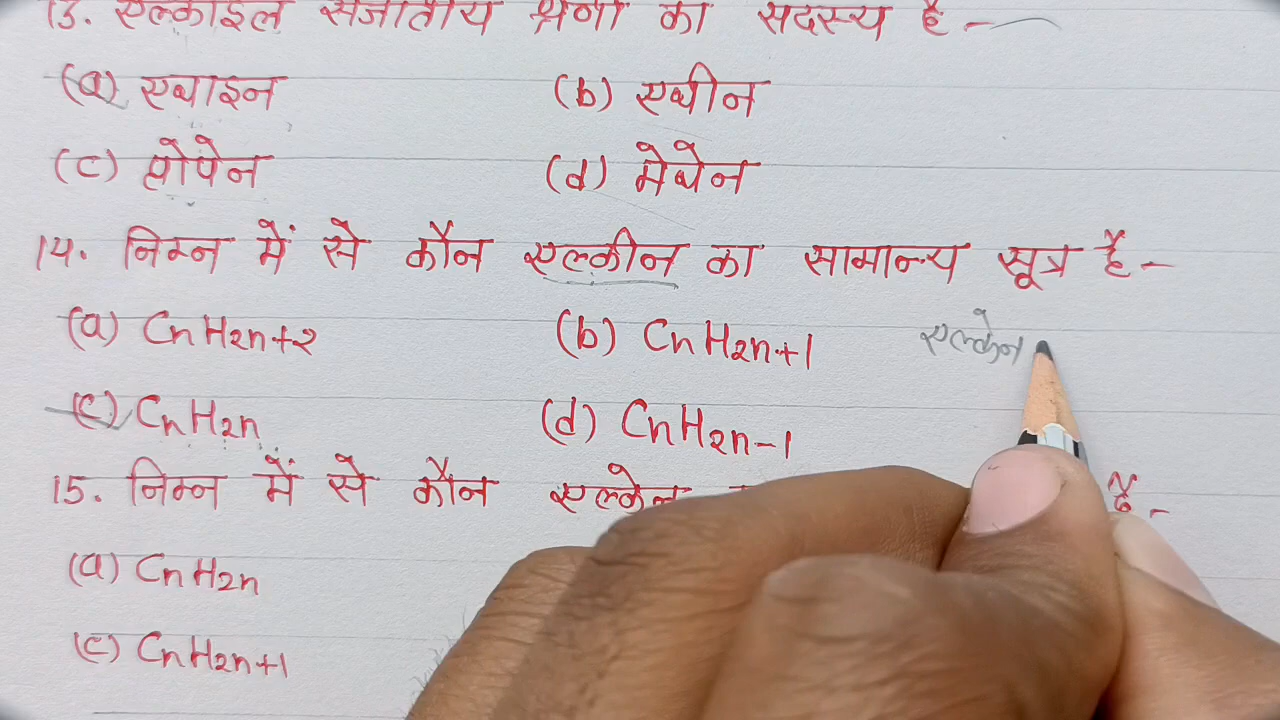 13. एल्काइल सजातीय श्रेणी का सदस्य है -
(a) एथाइन (b) एथीन
(c) प्रोपेन (d) मेथेन
14. निम्न में से कौन एल्कीन का सामान्य सूत्र है -
(a) CnH2n+2 (b) CnH2n+1 एल्केन
(c) CnH2n (d) CnH2n-1
15. निम्न में से कौन एल्केन है -
(a) CnH2n
(c) CnH2n+1